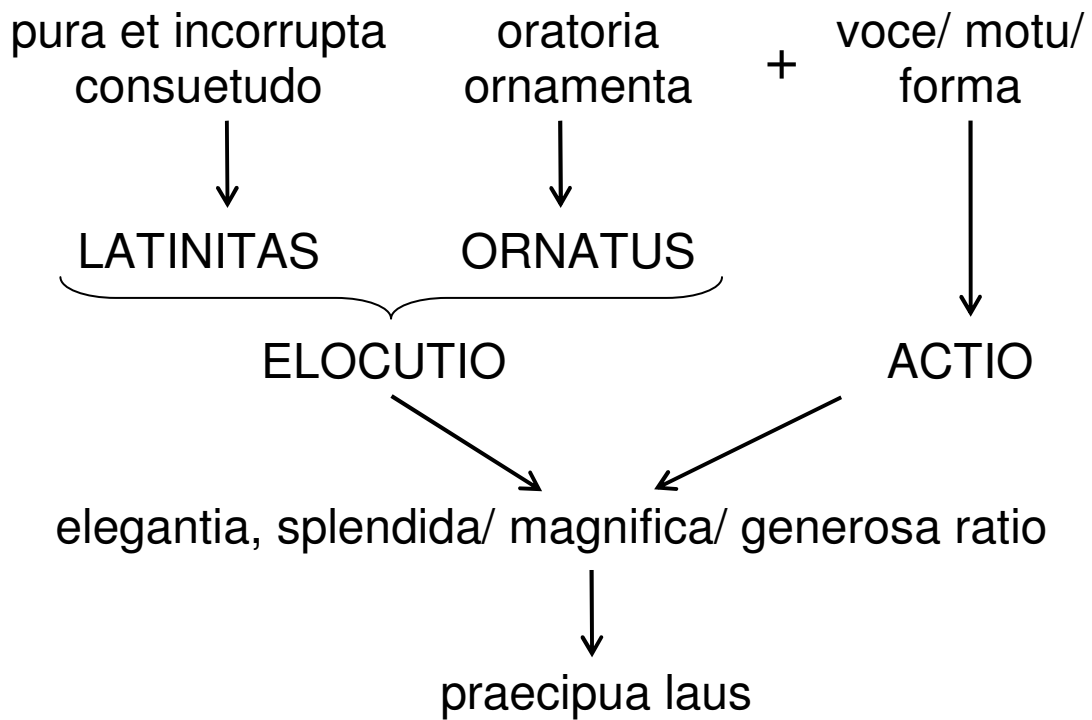 pura et incorrupta
consuetudo
oratoria
ornamenta
+
voce/ motu/
forma
LATINITAS
ORNATUS
ELOCUTIO
ACTIO
elegantia, splendida/ magnifica/ generosa ratio
praecipua laus